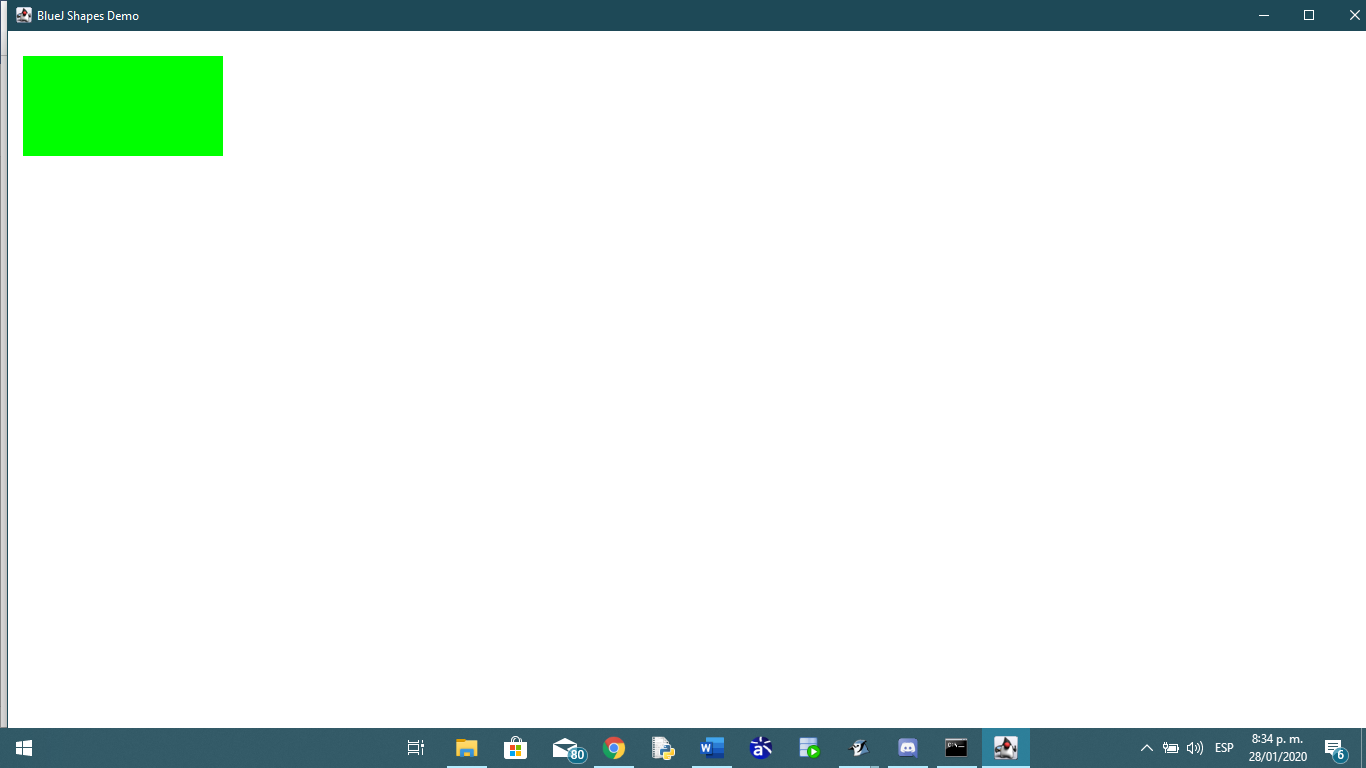 BlueJ Shapes Demo
80
W
a
C:\_
ESP
8:34 p. m.
28/01/2020
6